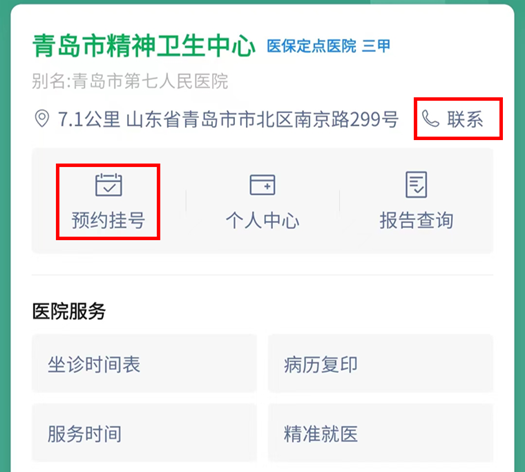 青岛市精神卫生中心 医保定点医院 三甲
别名:青岛市第七人民医院
7.1公里 山东省青岛市市北区南京路299号 联系
预约挂号 个人中心 报告查询
医院服务
坐诊时间表 病历复印
服务时间 精准就医